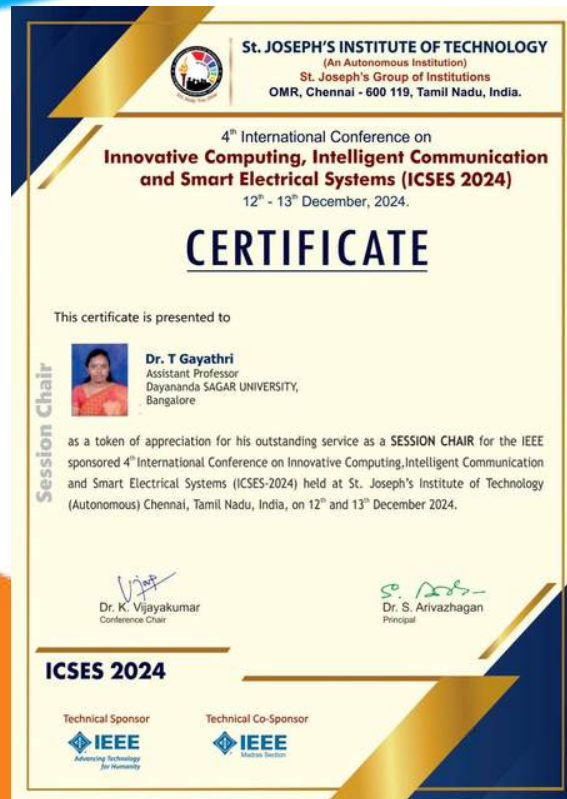 St. JOSEPH'S INSTITUTE OF TECHNOLOGY
(An Autonomous Institution)
St. Joseph's Group of Institutions
OMR, Chennai - 600 119, Tamil Nadu, India.
4th International Conference on
Innovative Computing, Intelligent Communication
and Smart Electrical Systems (ICSES 2024)
12th - 13th December, 2024.
CERTIFICATE
This certificate is presented to
Session Chair
Dr. T Gayathri
Assistant Professor
Dayananda SAGAR UNIVERSITY,
Bangalore
as a token of appreciation for his outstanding service as a SESSION CHAIR for the IEEE
sponsored 4th International Conference on Innovative Computing,Intelligent Communication
and Smart Electrical Systems (ICSES-2024) held at St. Joseph's Institute of Technology
(Autonomous) Chennai, Tamil Nadu, India, on 12th and 13th December 2024.
Dr. K. Vijayakumar
Conference Chair
Dr. S. Arivazhagan
Principal
ICSES 2024
Technical Sponsor
IEEE
Advancing Technology
for Humanity
Technical Co-Sponsor
IEEE
Madras Section